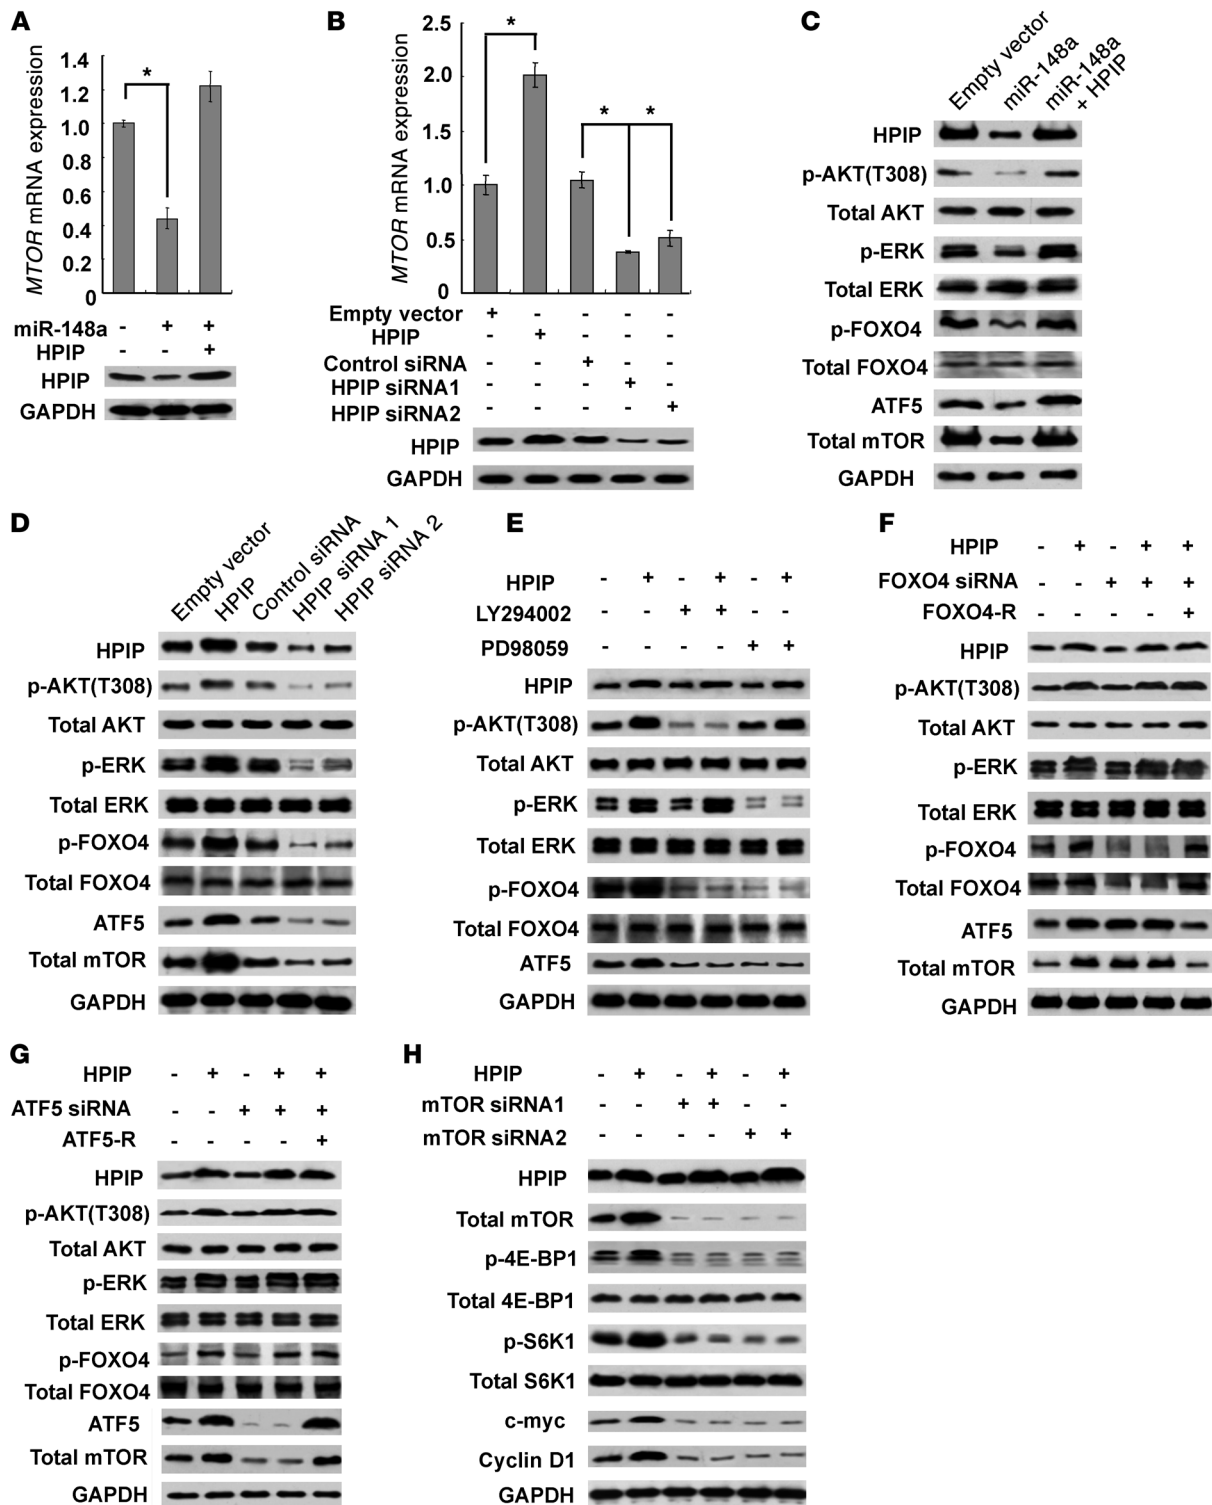 A
MTOR mRNA expression
1.4
1.2
1.0
0.8
0.6
0.4
0.2
0
*
miR-148a - + +
HPIP - - +
HPIP
GAPDH
B
MTOR mRNA expression
2.5
2.0
1.5
1.0
0.5
0
*
* *
Empty vector + - - - -
HPIP - + - - -
Control siRNA - - + - -
HPIP siRNA1 - - - + -
HPIP siRNA2 - - - - +
HPIP
GAPDH
C
Empty vector
miR-148a
miR-148a + HPIP
HPIP
p-AKT(T308)
Total AKT
p-ERK
Total ERK
p-FOXO4
Total FOXO4
ATF5
Total mTOR
GAPDH
D
Empty vector
HPIP
Control siRNA
HPIP siRNA 1
HPIP siRNA 2
HPIP
p-AKT(T308)
Total AKT
p-ERK
Total ERK
p-FOXO4
Total FOXO4
ATF5
Total mTOR
GAPDH
E
HPIP - + - + - +
LY294002 - - + + - -
PD98059 - - - - + +
HPIP
p-AKT(T308)
Total AKT
p-ERK
Total ERK
p-FOXO4
Total FOXO4
ATF5
GAPDH
F
HPIP - + - + +
FOXO4 siRNA - - + + +
FOXO4-R - - - - +
HPIP
p-AKT(T308)
Total AKT
p-ERK
Total ERK
p-FOXO4
Total FOXO4
ATF5
Total mTOR
GAPDH
G
HPIP - + - + +
ATF5 siRNA - - + + +
ATF5-R - - - - +
HPIP
p-AKT(T308)
Total AKT
p-ERK
Total ERK
p-FOXO4
Total FOXO4
ATF5
Total mTOR
GAPDH
H
HPIP - + - + - +
mTOR siRNA1 - - + + - -
mTOR siRNA2 - - - - + +
HPIP
Total mTOR
p-4E-BP1
Total 4E-BP1
p-S6K1
Total S6K1
c-myc
Cyclin D1
GAPDH